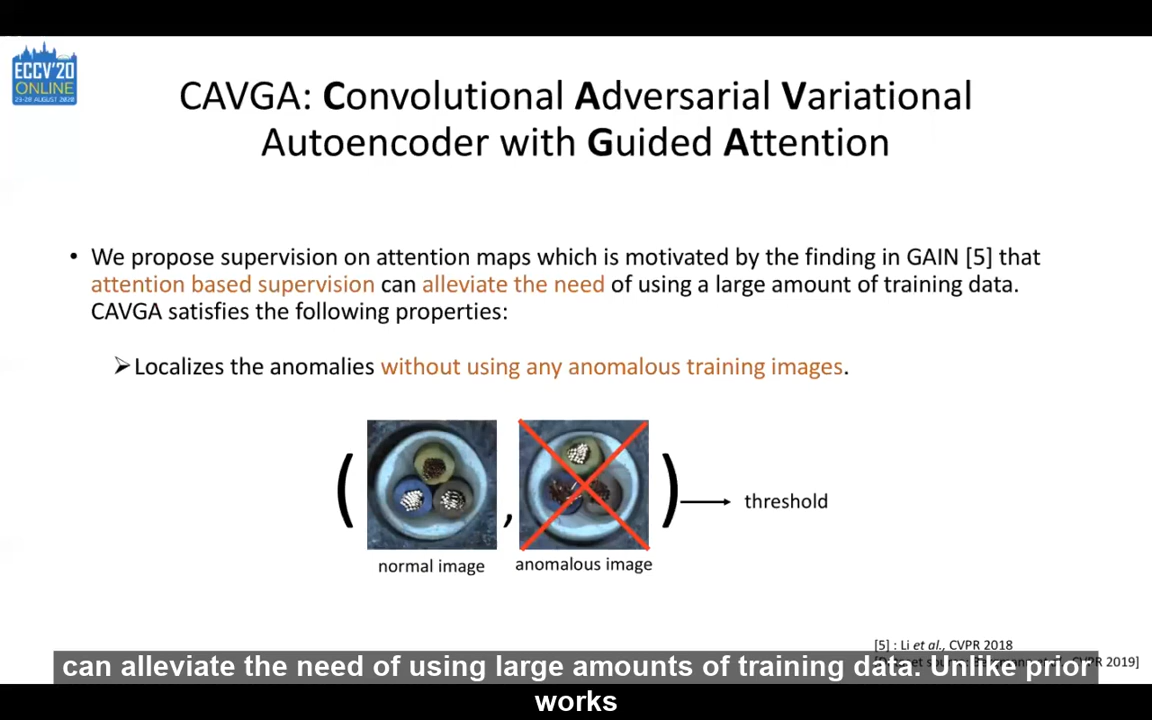 ECCV'20
ONLINE
23-28 AUGUST 2020
CAVGA: Convolutional Adversarial Variational
Autoencoder with Guided Attention
• We propose supervision on attention maps which is motivated by the finding in GAIN [5] that
attention based supervision can alleviate the need of using a large amount of training data.
CAVGA satisfies the following properties:
➢Localizes the anomalies without using any anomalous training images.
( , ) threshold
normal image anomalous image
[5] : Li et al., CVPR 2018
CVPR 2019]
can alleviate the need of using large amounts of training data. Unlike prior
works